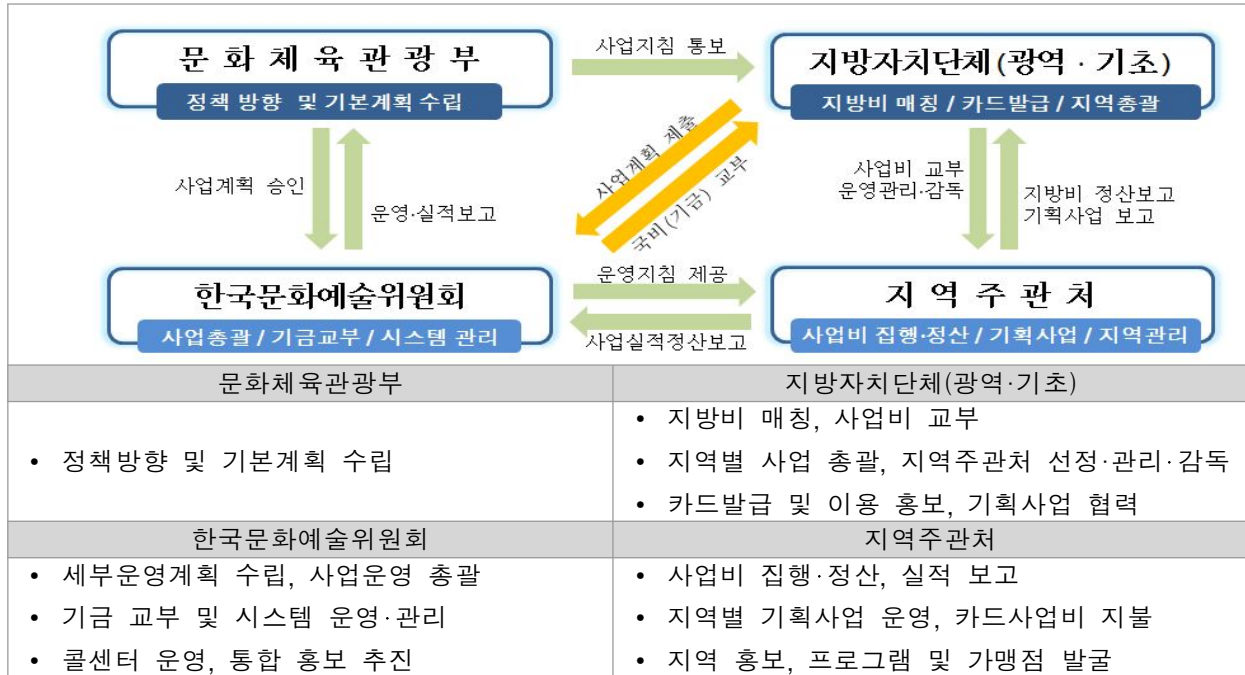 문 화 체 육 관 광 부
정책 방향 및 기본계획 수립
사업지침 통보
지방자치단체(광역 · 기초)
지방비 매칭 / 카드발급 / 지역총괄
사업계획 승인
운영·실적보고
사업계획 제출
국비(기금) 교부
사업비 교부
운영관리·감독
지방비 정산보고
기획사업 보고
한국문화예술위원회
사업총괄 / 기금교부 / 시스템 관리
운영지침 제공
사업실적정산보고
지 역 주 관 처
사업비 집행·정산 / 기획사업 / 지역관리
문화체육관광부
지방자치단체(광역·기초)
• 정책방향 및 기본계획 수립
• 지방비 매칭, 사업비 교부
• 지역별 사업 총괄, 지역주관처 선정·관리·감독
• 카드발급 및 이용 홍보, 기획사업 협력
한국문화예술위원회
지역주관처
• 세부운영계획 수립, 사업운영 총괄
• 기금 교부 및 시스템 운영·관리
• 콜센터 운영, 통합 홍보 추진
• 사업비 집행·정산, 실적 보고
• 지역별 기획사업 운영, 카드사업비 지불
• 지역 홍보, 프로그램 및 가맹점 발굴